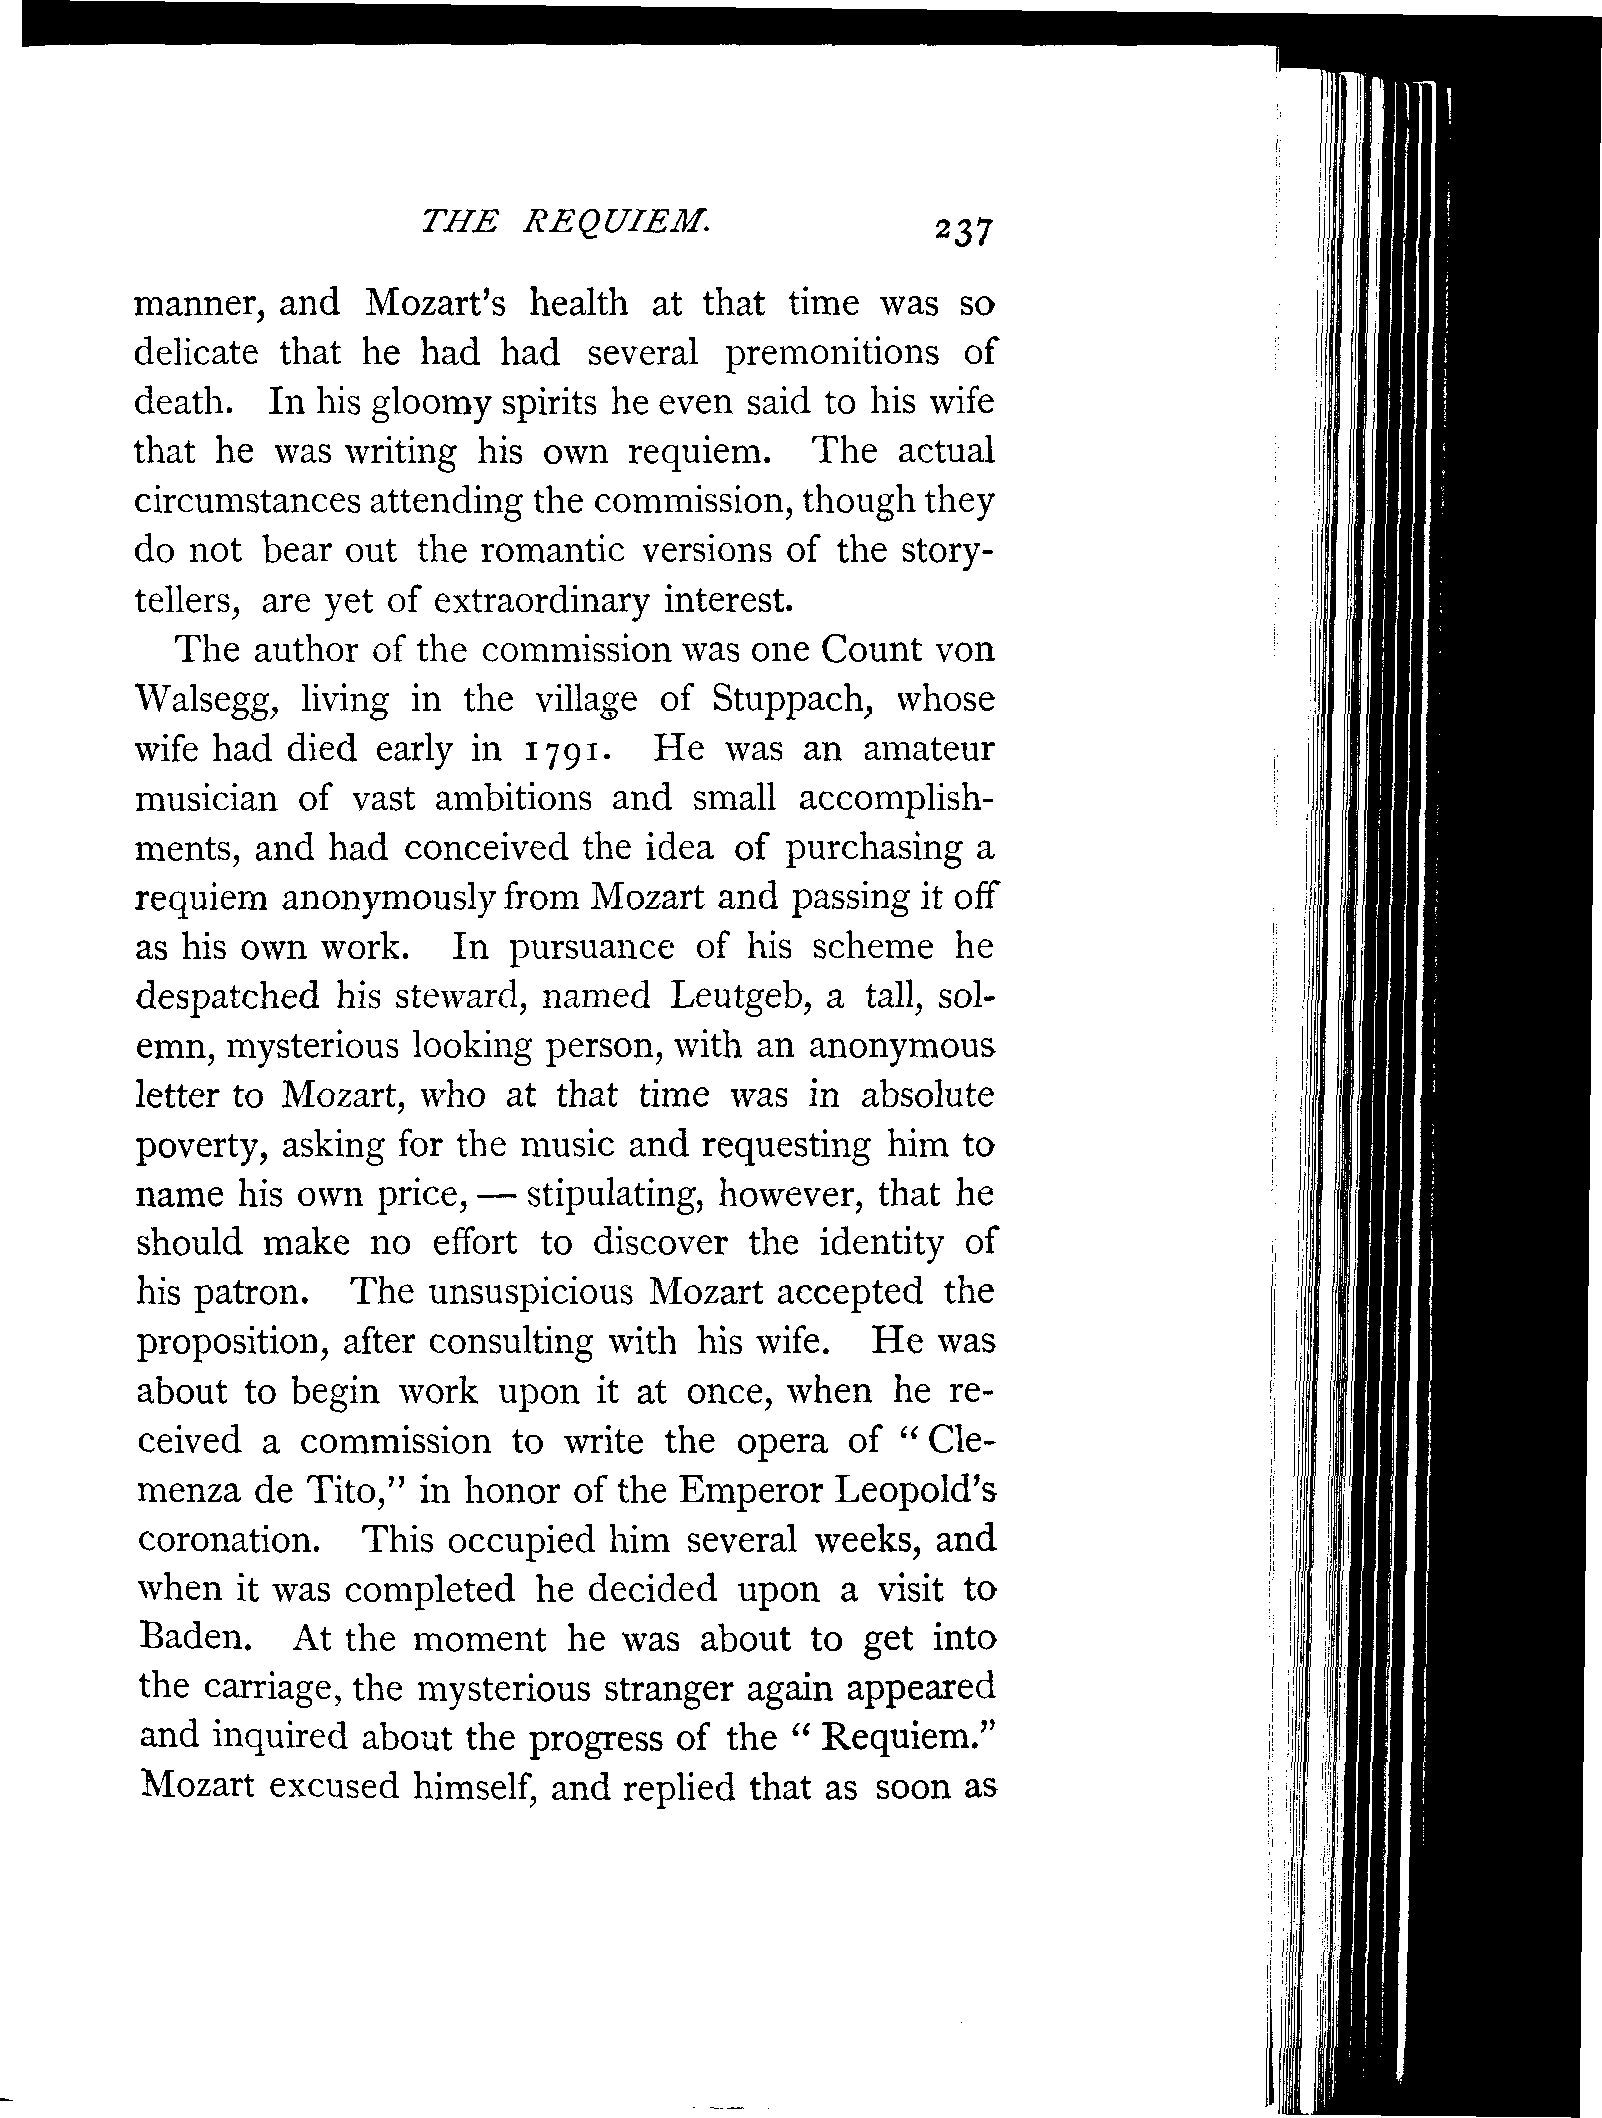 THE REQUIEM. 237
manner, and Mozart's health at that time was so
delicate that he had had several premonitions of
death. In his gloomy spirits he even said to his wife
that he was writing his own requiem. The actual
circumstances attending the commission, though they
do not bear out the romantic versions of the story-
tellers, are yet of extraordinary interest.
The author of the commission was one Count von
Walsegg, living in the village of Stuppach, whose
wife had died early in 1791. He was an amateur
musician of vast ambitions and small accomplish-
ments, and had conceived the idea of purchasing a
requiem anonymously from Mozart and passing it off
as his own work. In pursuance of his scheme he
despatched his steward, named Leutgeb, a tall, sol-
emn, mysterious looking person, with an anonymous
letter to Mozart, who at that time was in absolute
poverty, asking for the music and requesting him to
name his own price, — stipulating, however, that he
should make no effort to discover the identity of
his patron. The unsuspicious Mozart accepted the
proposition, after consulting with his wife. He was
about to begin work upon it at once, when he re-
ceived a commission to write the opera of " Cle-
menza de Tito," in honor of the Emperor Leopold's
coronation. This occupied him several weeks, and
when it was completed he decided upon a visit to
Baden. At the moment he was about to get into
the carriage, the mysterious stranger again appeared
and inquired about the progress of the " Requiem."
Mozart excused himself, and replied that as soon as